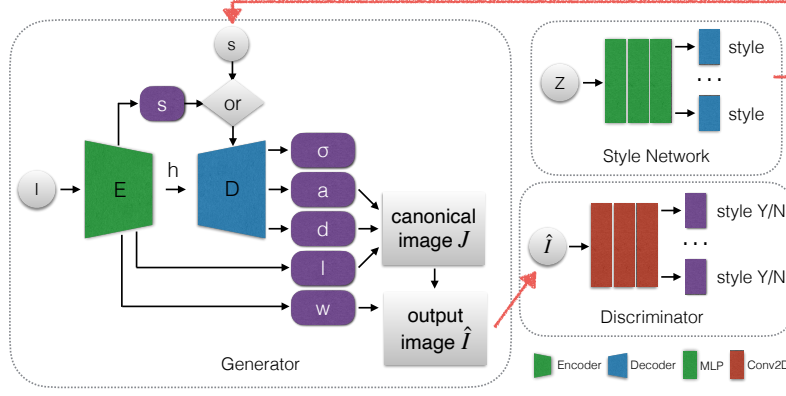 s
s
or
I
E
h
D
σ
a
d
l
w
canonical
image J
output
image Î
Generator
Z
style
. . .
style
Style Network
Î
style Y/N
. . .
style Y/N
Discriminator
Encoder
Decoder
MLP
Conv2D